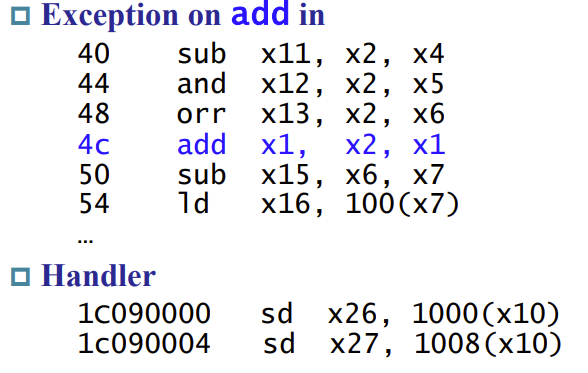 Exception on add in
40 sub x11, x2, x4
44 and x12, x2, x5
48 orr x13, x2, x6
4c add x1, x2, x1
50 sub x15, x6, x7
54 ld x16, 100(x7)
…
Handler
1C090000 sd x26, 1000(x10)
1C090004 sd x27, 1008(x10)